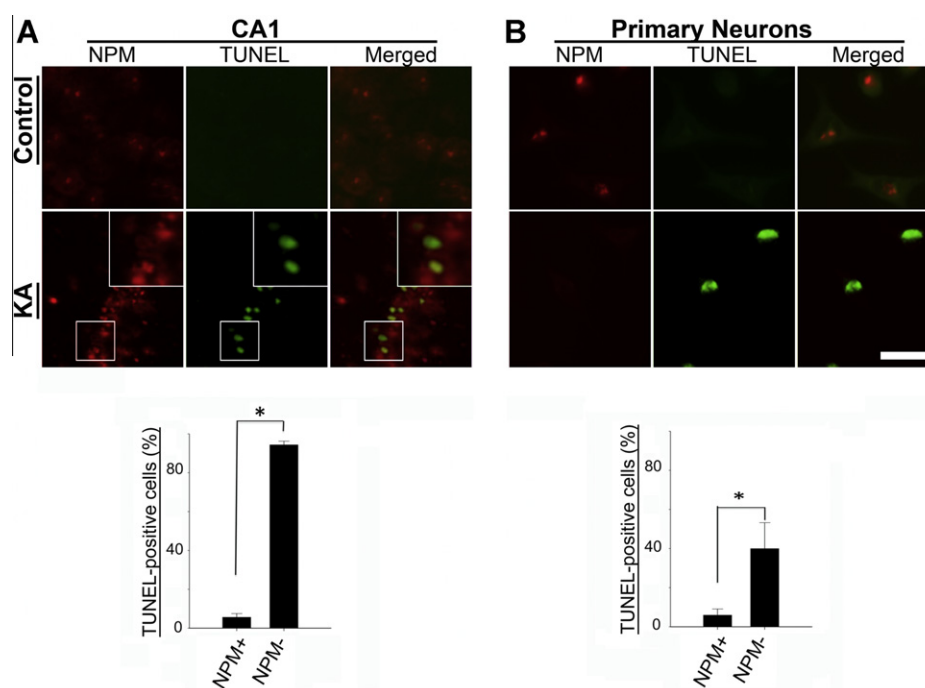 A
CA1
NPM TUNEL Merged
Control
KA
TUNEL-positive cells (%)
80
40
0
*
NPM+ NPM-
B
Primary Neurons
NPM TUNEL Merged
TUNEL-positive cells (%)
80
40
0
*
NPM+ NPM-